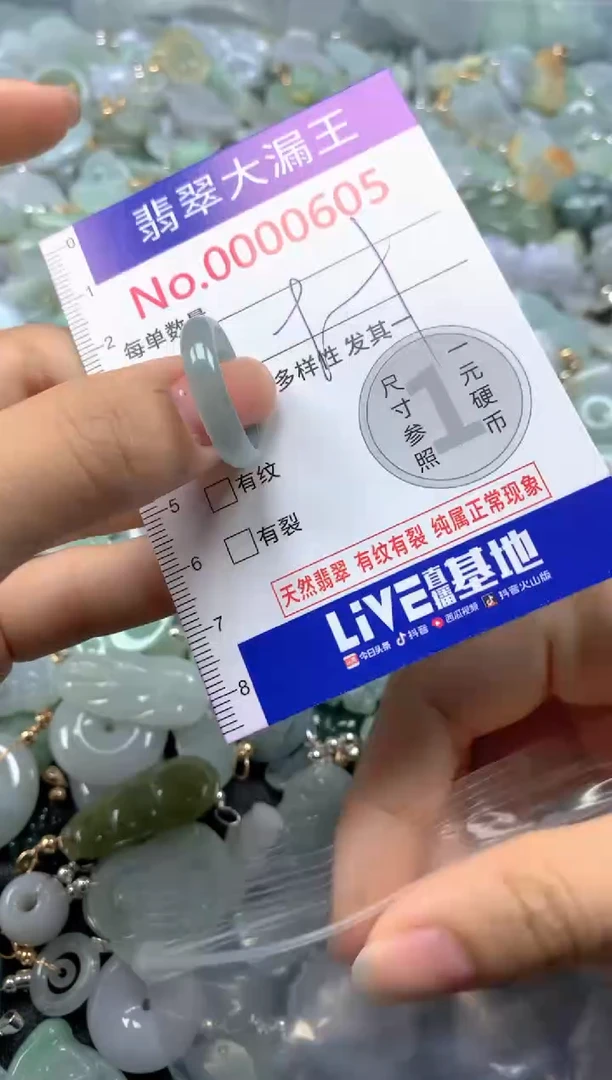 翡翠大漏王
No.0000605
每单数量
多样性 发其一
尺寸参照
1
一元硬币
有纹
有裂
天然翡翠 有纹有裂 纯属正常现象
LiVE直播基地
今日头条 抖音 西瓜视频 抖音火山版
0
1
2
5
6
7
8